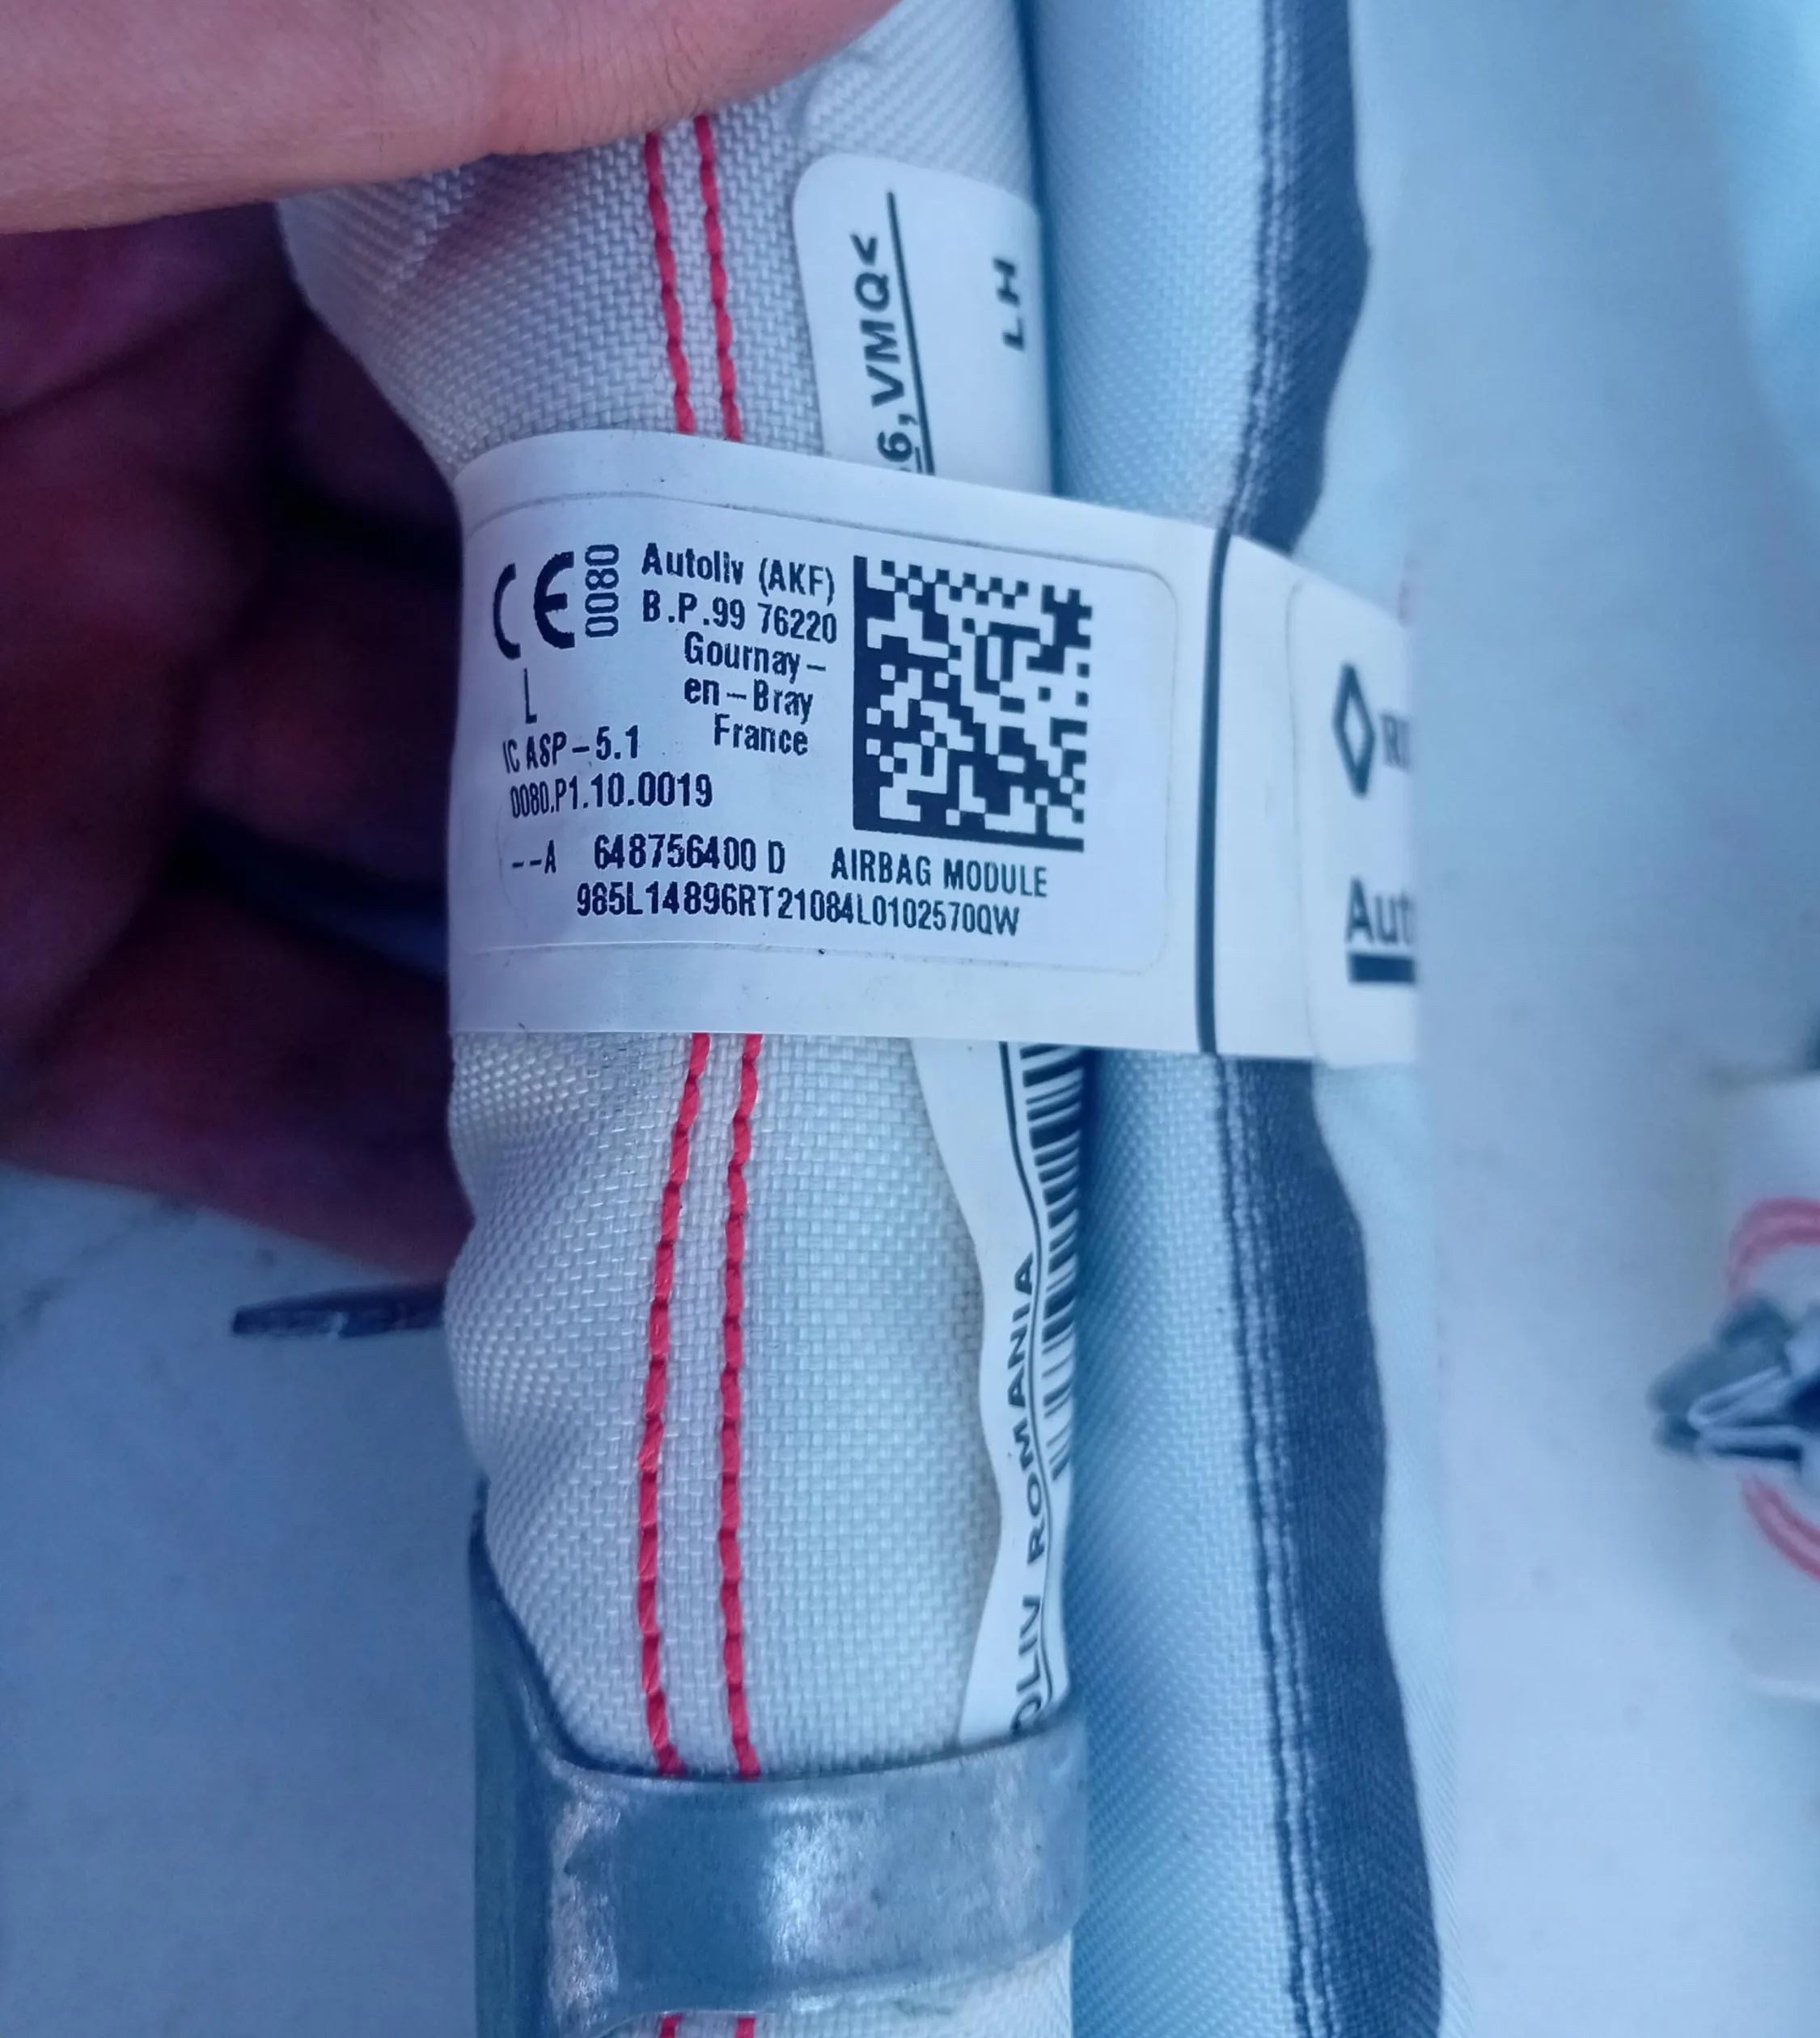 6,VMQ<
LH
CE 0080
Autoliv (AKF)
B.P.99 76220
Gournay-
en-Bray
France
L
IC ASP-5.1
0080.P1.10.0019
--A 648756400 D AIRBAG MODULE
985L14896RT21084L0102570QW
ROMANIA